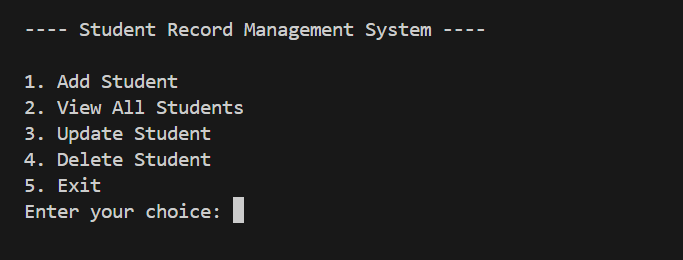 ---- Student Record Management System ----
1. Add Student
2. View All Students
3. Update Student
4. Delete Student
5. Exit
Enter your choice: